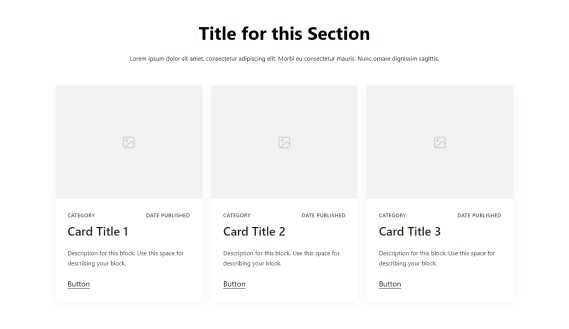 Title for this Section
Lorem ipsum dolor sit amet, consectetur adipiscing elit. Morbi eu consectetur mauris. Nunc ornare dignissim sagittis.
CATEGORY DATE PUBLISHED
Card Title 1
Description for this block. Use this space for
describing your block.
Button
CATEGORY DATE PUBLISHED
Card Title 2
Description for this block. Use this space for
describing your block.
Button
CATEGORY DATE PUBLISHED
Card Title 3
Description for this block. Use this space for
describing your block.
Button